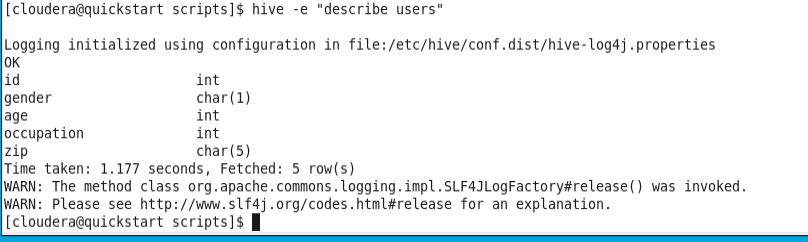 [cloudera@quickstart scripts]$ hive -e "describe users"
Logging initialized using configuration in file:/etc/hive/conf.dist/hive-log4j.properties
OK
id                      int
gender                  char(1)
age                     int
occupation              int
zip                     char(5)
Time taken: 1.177 seconds, Fetched: 5 row(s)
WARN: The method class org.apache.commons.logging.impl.SLF4JLogFactory#release() was invoked.
WARN: Please see http://www.slf4j.org/codes.html#release for an explanation.
[cloudera@quickstart scripts]$